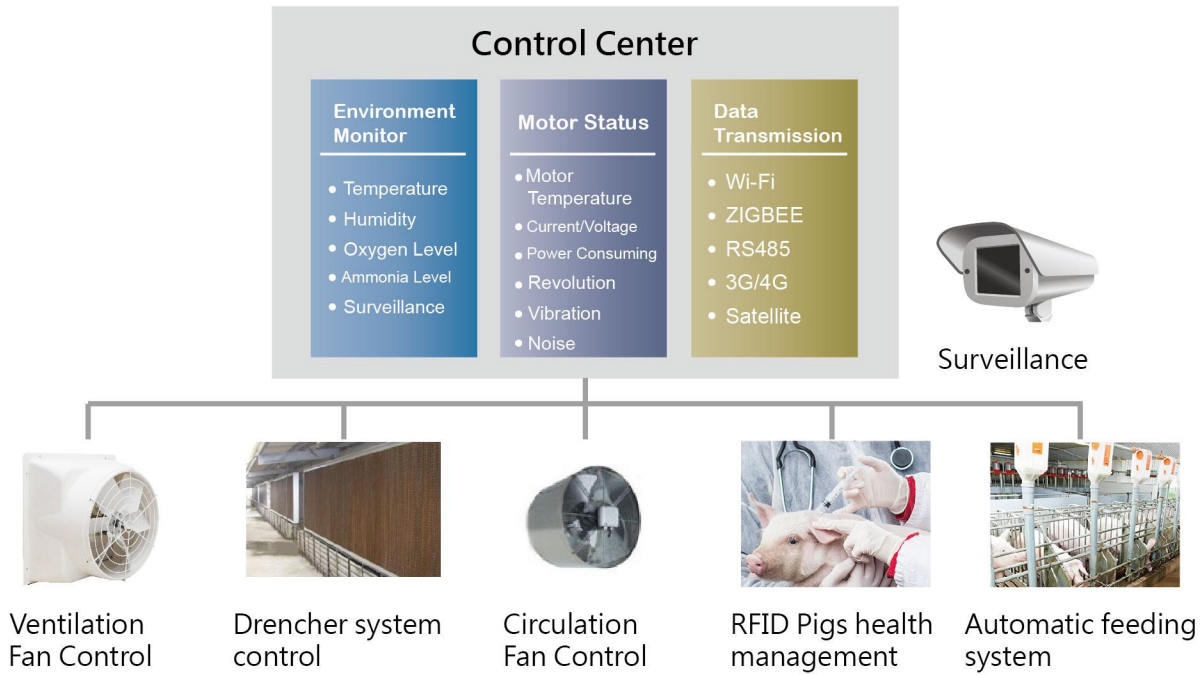 Control Center
Environment
Monitor
• Temperature
• Humidity
• Oxygen Level
• Ammonia Level
• Surveillance
Motor Status
• Motor
Temperature
• Current/Voltage
• Power Consuming
• Revolution
• Vibration
• Noise
Data
Transmission
• Wi-Fi
• ZIGBEE
• RS485
• 3G/4G
• Satellite
Surveillance
Ventilation
Fan Control
Drencher system
control
Circulation
Fan Control
RFID Pigs health
management
Automatic feeding
system